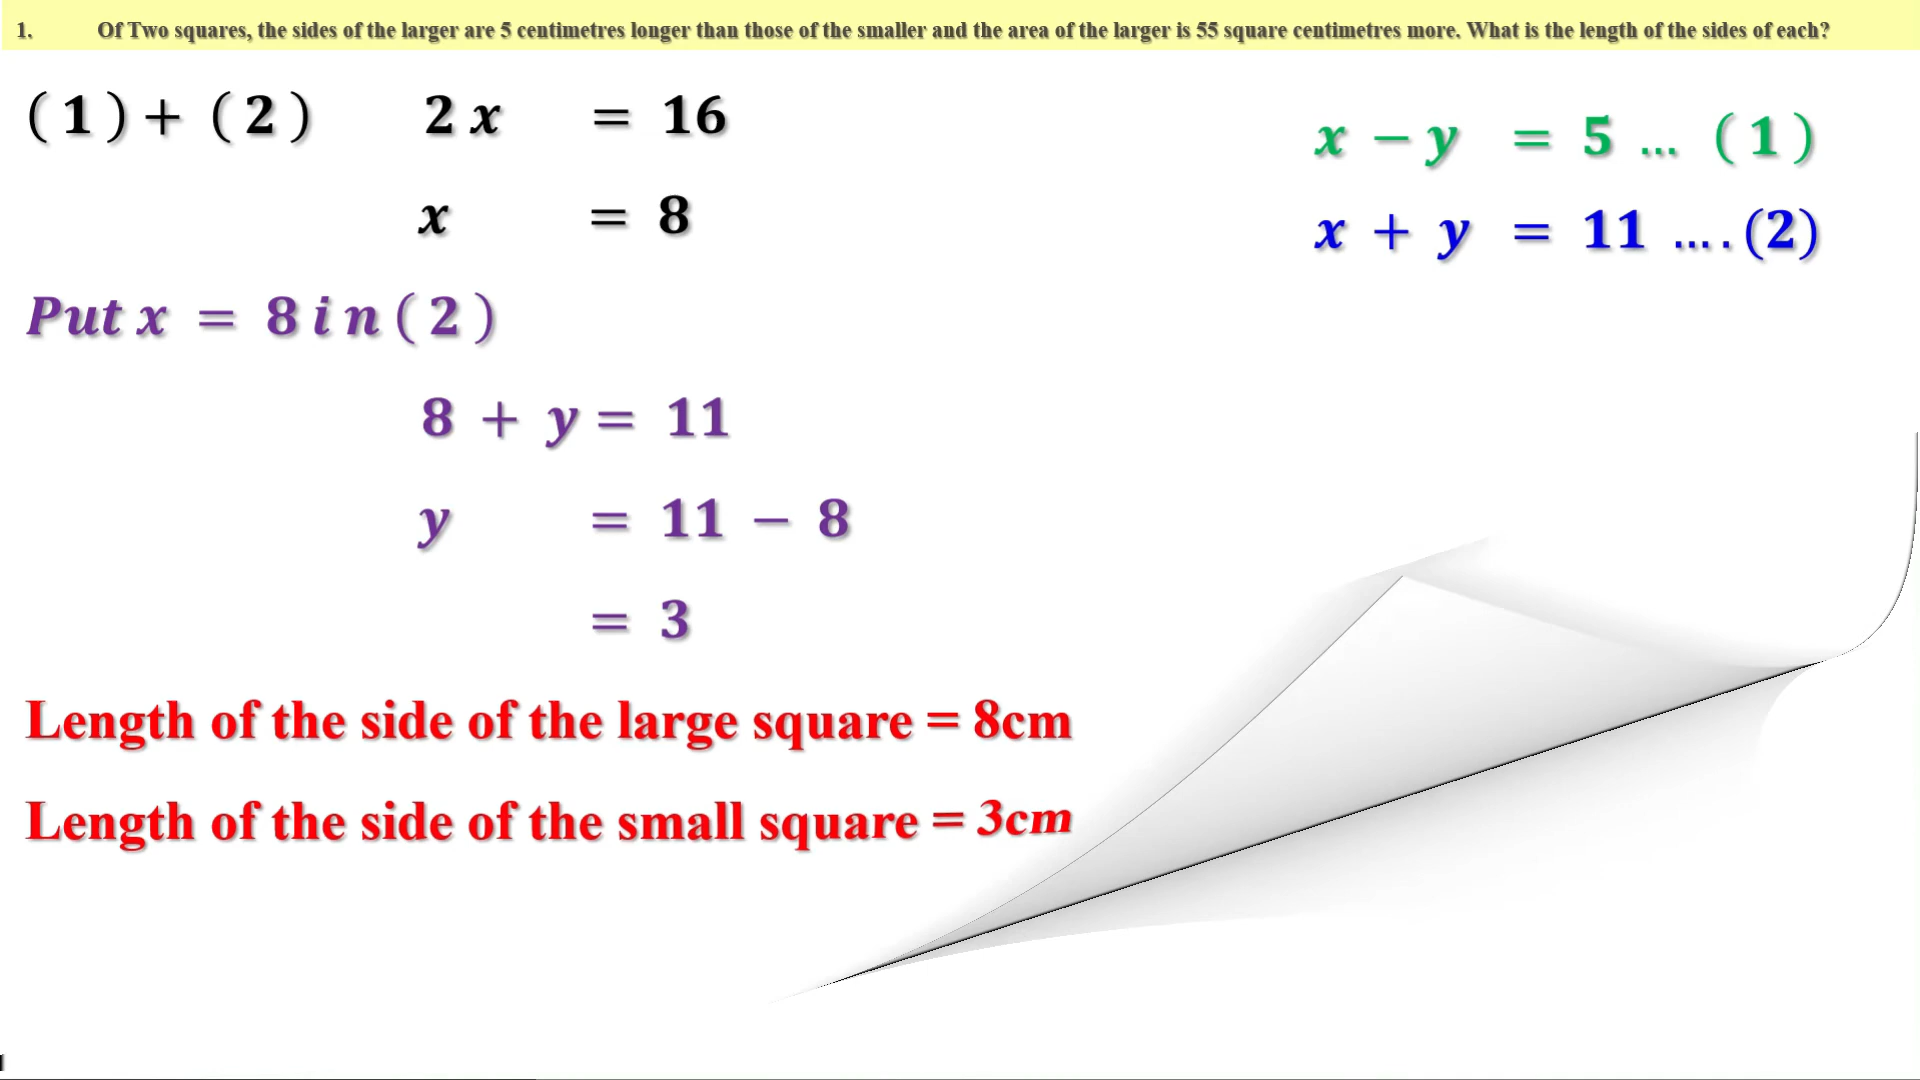 1. Of Two squares, the sides of the larger are 5 centimetres longer than those of the smaller and the area of the larger is 55 square centimetres more. What is the length of the sides of each?
( 1 ) + ( 2 ) 2 x = 16
x = 8
x − y = 5 ... ( 1 )
x + y = 11 ....(2)
Put x = 8 in ( 2 )
8 + y = 11
y = 11 − 8
= 3
Length of the side of the large square = 8cm
Length of the side of the small square = 3cm